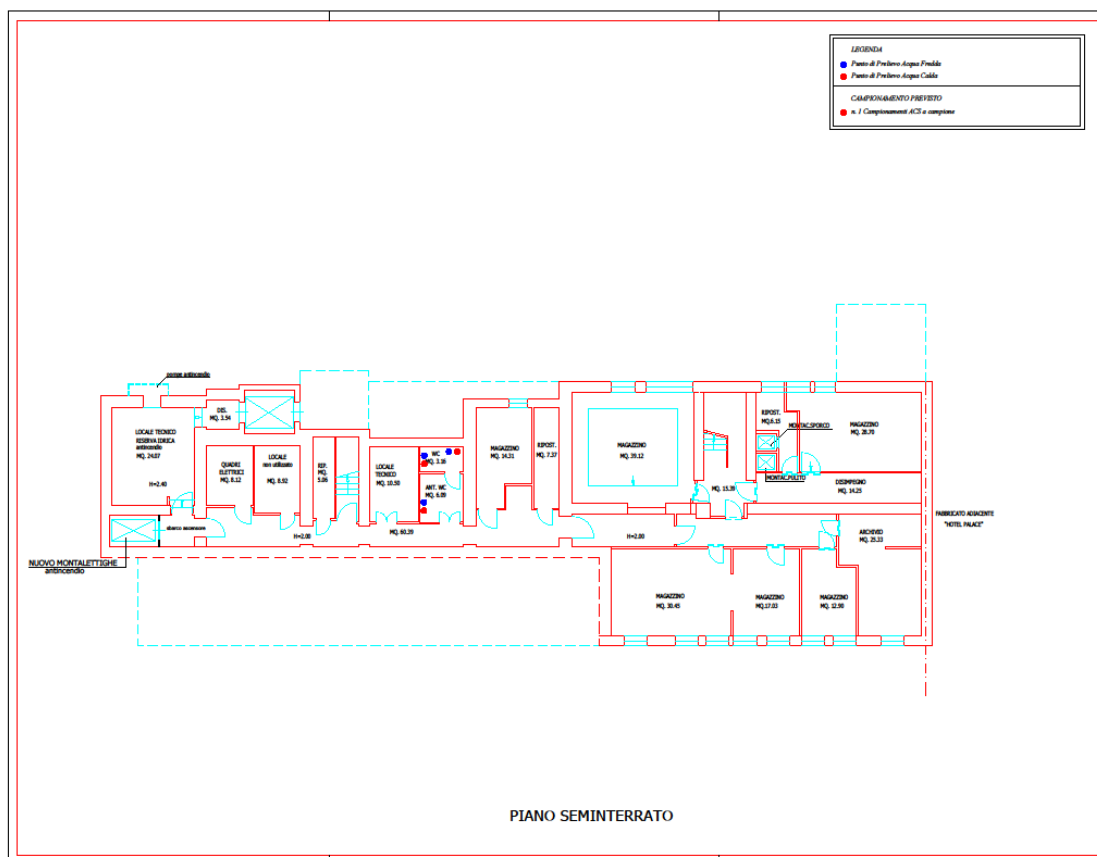 LEGENDA
Punto di Prelievo Acqua Fredda
Punto di Prelievo Acqua Calda
CAMPIONAMENTO PREVISTO
n. 1 Campionamenti ACS a campione
pompe antincendio
DIS.
MQ. 3.54
LOCALE TECNICO
RISERVA IDRICA
antincendio
MQ. 24.07
H=2.40
QUADRI
ELETTRICI
MQ. 8.12
LOCALE
non utilizzato
MQ. 8.92
RIP.
MQ.
5.06
LOCALE
TECNICO
MQ. 10.50
WC
MQ. 3.16
ANT. WC
MQ. 6.09
MAGAZZINO
MQ. 14.31
RIPOST.
MQ. 7.37
MAGAZZINO
MQ. 39.12
MQ. 15.39
RIPOST.
MQ.6.15
MONTAC.SPORCO
MONTAC.PULITO
MAGAZZINO
MQ. 28.70
DISIMPEGNO
MQ. 14.25
sbarco ascensore
H=2.00
MQ. 60.39
H=2.00
ARCHIVIO
MQ. 25.33
FABBRICATO ADIACENTE
"HOTEL PALACE"
NUOVO MONTALETTIGHE
antincendio
MAGAZZINO
MQ. 30.45
MAGAZZINO
MQ.17.03
MAGAZZINO
MQ. 12.90
PIANO SEMINTERRATO